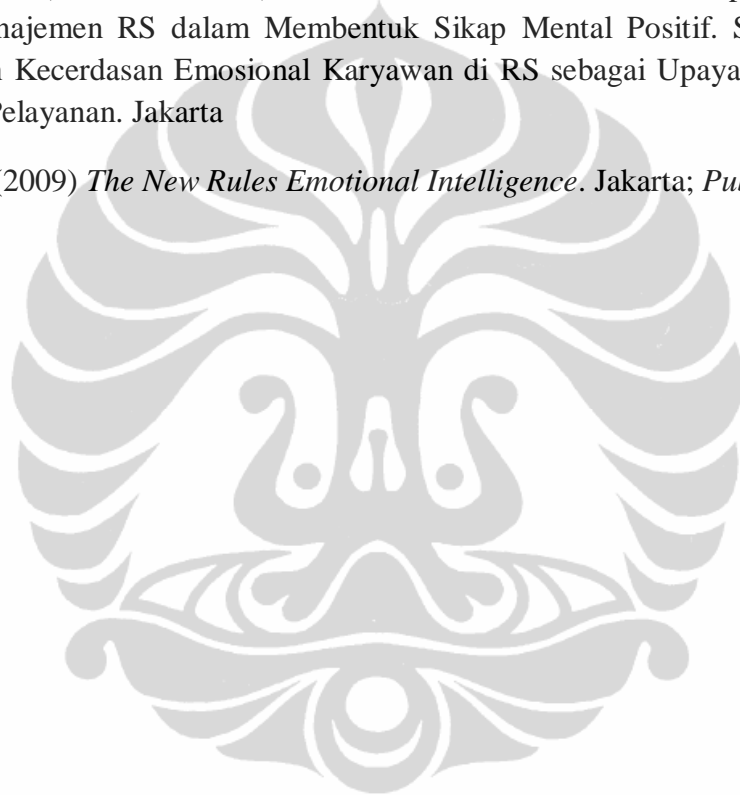 najemen RS dalam Membentuk Sikap Mental Positif. S
n Kecerdasan Emosional Karyawan di RS sebagai Upaya
Pelayanan. Jakarta
(2009) The New Rules Emotional Intelligence. Jakarta; Pu